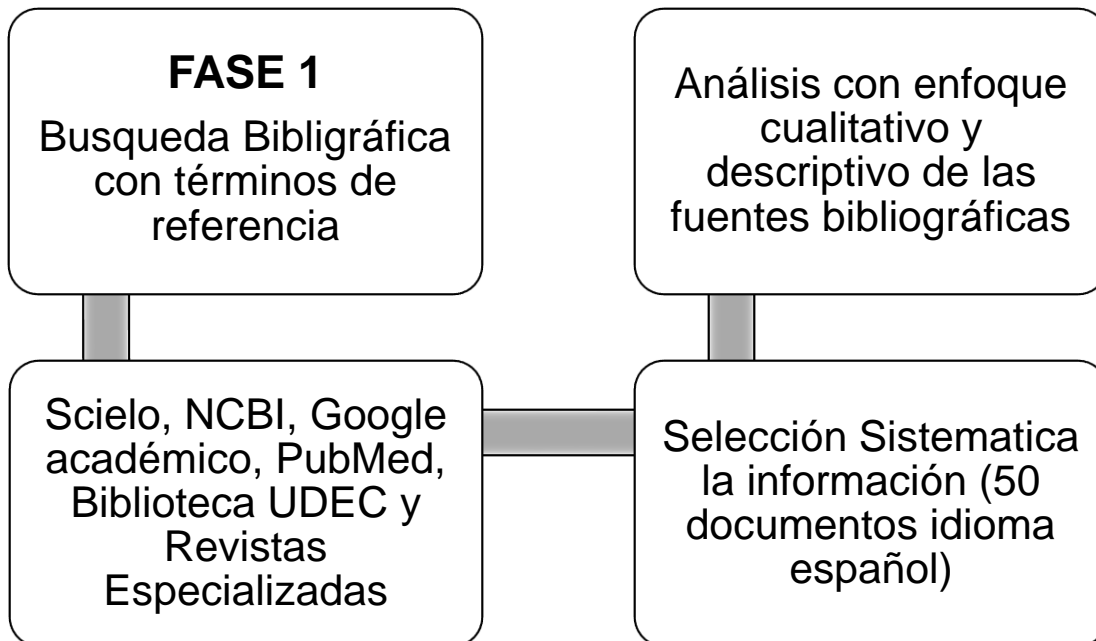 FASE 1
Busqueda Bibligráfica
con términos de
referencia
Scielo, NCBI, Google
académico, PubMed,
Biblioteca UDEC y
Revistas
Especializadas
Selección Sistematica
la información (50
documentos idioma
español)
Análisis con enfoque
cualitativo y
descriptivo de las
fuentes bibliográficas